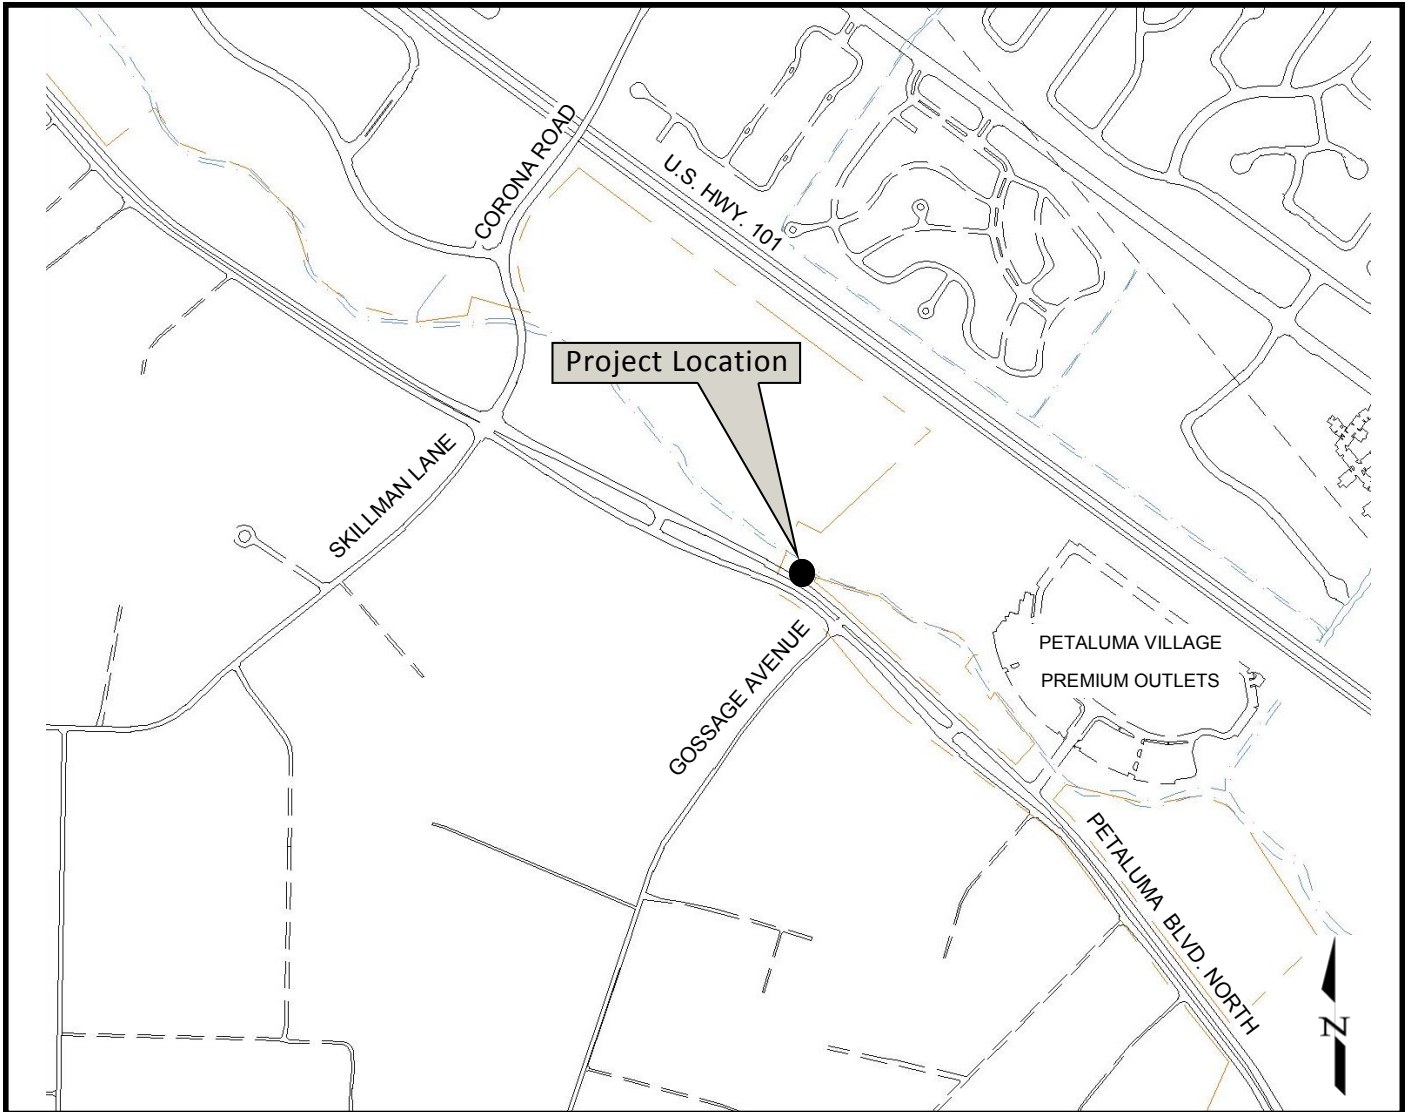 CORONA ROAD
U.S. HWY. 101
Project Location
SKILLMAN LANE
GOSSAGE AVENUE
PETALUMA VILLAGE
PREMIUM OUTLETS
PETALUMA BLVD. NORTH
N